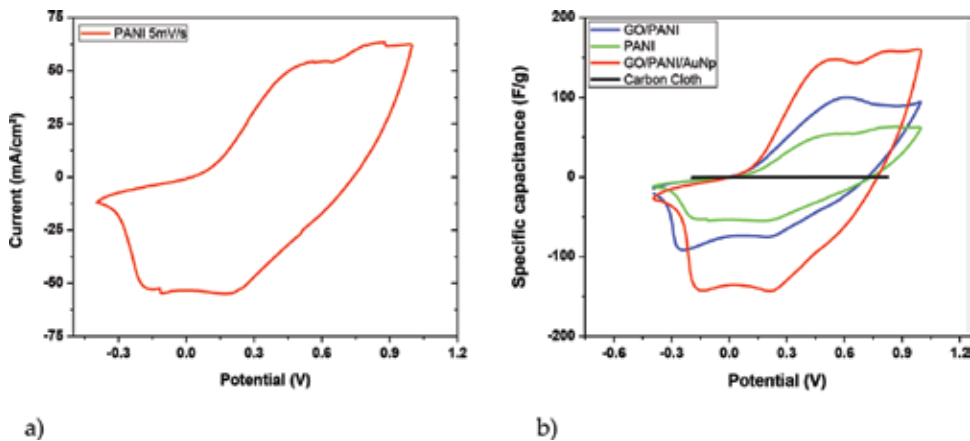 75
50
25
0
-25
-50
-75
-0.3
0.0
0.3
0.6
0.9
1.2
Current (mA/cm²)
Potential (V)
PANI 5mV/s
a)
200
100
0
-100
-200
-0.6
-0.3
0.0
0.3
0.6
0.9
1.2
Specific capacitance (F/g)
Potential (V)
GO/PANI
PANI
GO/PANI/AuNp
Carbon Cloth
b)